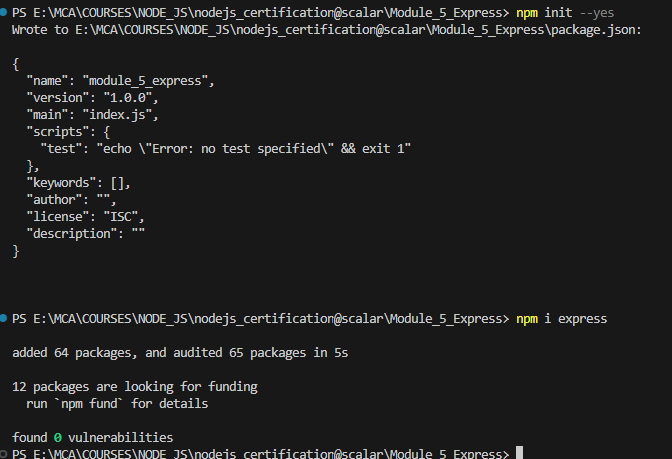 PS E:\MCA\COURSES\NODE_JS\nodejs_certification@scalar\Module_5_Express> npm init --yes
Wrote to E:\MCA\COURSES\NODE_JS\nodejs_certification@scalar\Module_5_Express\package.json:
{
  "name": "module_5_express",
  "version": "1.0.0",
  "main": "index.js",
  "scripts": {
    "test": "echo \"Error: no test specified\" && exit 1"
  },
  "keywords": [],
  "author": "",
  "license": "ISC",
  "description": ""
}
PS E:\MCA\COURSES\NODE_JS\nodejs_certification@scalar\Module_5_Express> npm i express
added 64 packages, and audited 65 packages in 5s
12 packages are looking for funding
  run `npm fund` for details
found 0 vulnerabilities
PS E:\MCA\COURSES\NODE_JS\nodejs_certification@scalar\Module_5_Express>